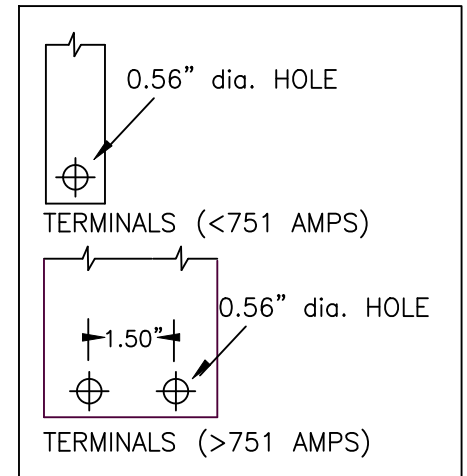 0.56” dia. HOLE
TERMINALS (<751 AMPS)
0.56” dia. HOLE
1.50”
TERMINALS (>751 AMPS)